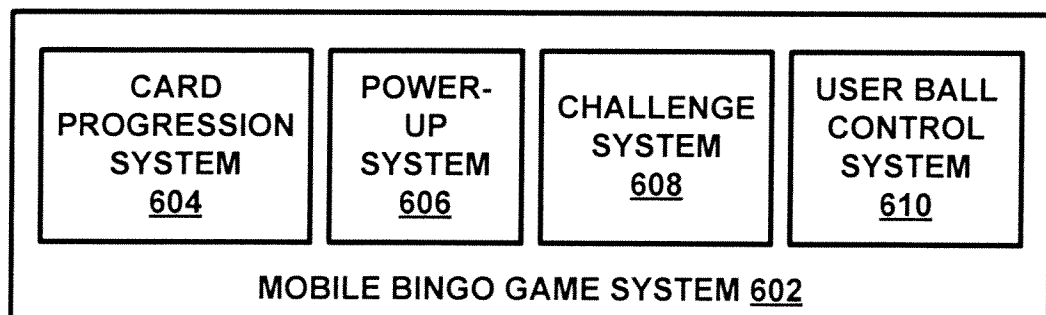 CARD
PROGRESSION
SYSTEM
604
POWER-
UP
SYSTEM
606
CHALLENGE
SYSTEM
608
USER BALL
CONTROL
SYSTEM
610
MOBILE BINGO GAME SYSTEM 602